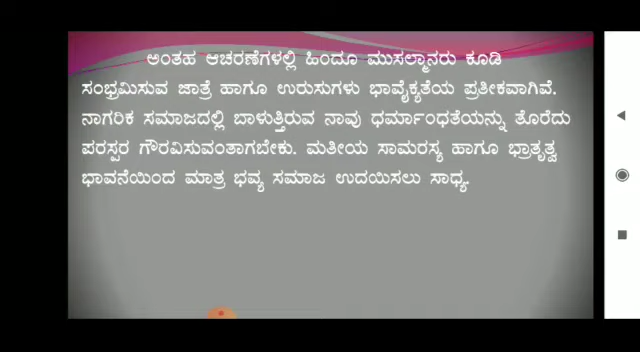 ಅಂತಹ ಆಚರಣೆಗಳಲ್ಲಿ ಹಿಂದೂ ಮುಸಲ್ಮಾನರು ಕೂಡಿ
ಸಂಭ್ರಮಿಸುವ ಜಾತ್ರೆ ಹಾಗೂ ಉರುಸುಗಳು ಭಾವೈಕ್ಯತೆಯ ಪ್ರತೀಕವಾಗಿವೆ.
ನಾಗರಿಕ ಸಮಾಜದಲ್ಲಿ ಬಾಳುತ್ತಿರುವ ನಾವು ಧರ್ಮಾಂಧತೆಯನ್ನು ತೊರೆದು
ಪರಸ್ಪರ ಗೌರವಿಸುವಂತಾಗಬೇಕು. ಮತೀಯ ಸಾಮರಸ್ಯ ಹಾಗೂ ಭ್ರಾತೃತ್ವ
ಭಾವನೆಯಿಂದ ಮಾತ್ರ ಭವ್ಯ ಸಮಾಜ ಉದಯಿಸಲು ಸಾಧ್ಯ.